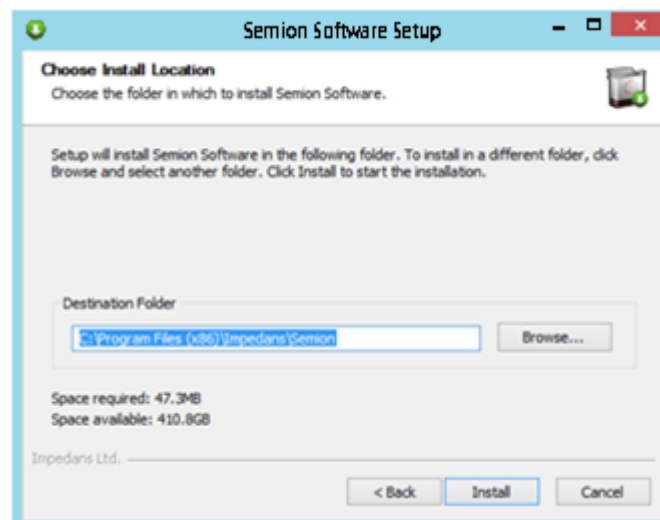 Semion Software Setup
Choose Install Location
Choose the folder in which to install Semion Software.
Setup will install Semion Software in the following folder. To install in a different folder, click
Browse and select another folder. Click Install to start the installation.
Destination Folder
C:\Program Files (x86)\Impedans\Semion
Browse...
Space required: 47.3MB
Space available: 410.8GB
Impedans Ltd.
< Back
Install
Cancel